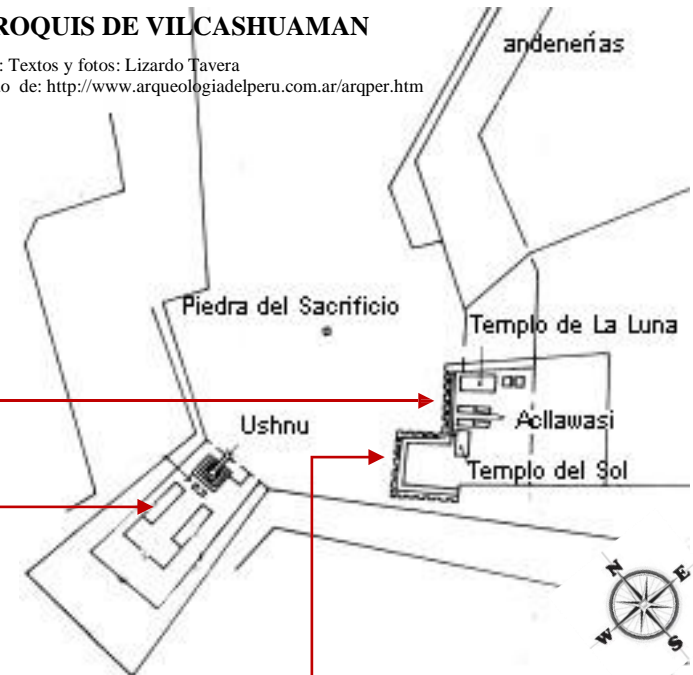 ROQUIS DE VILCASHUAMAN
: Textos y fotos: Lizardo Tavera
o de: http://www.arqueologiadelperu.com.ar/arqper.htm
andenerías
Piedra del Sacrificio
Templo de La Luna
Ushnu
Acllawasi
Templo del Sol
N
E
W
S